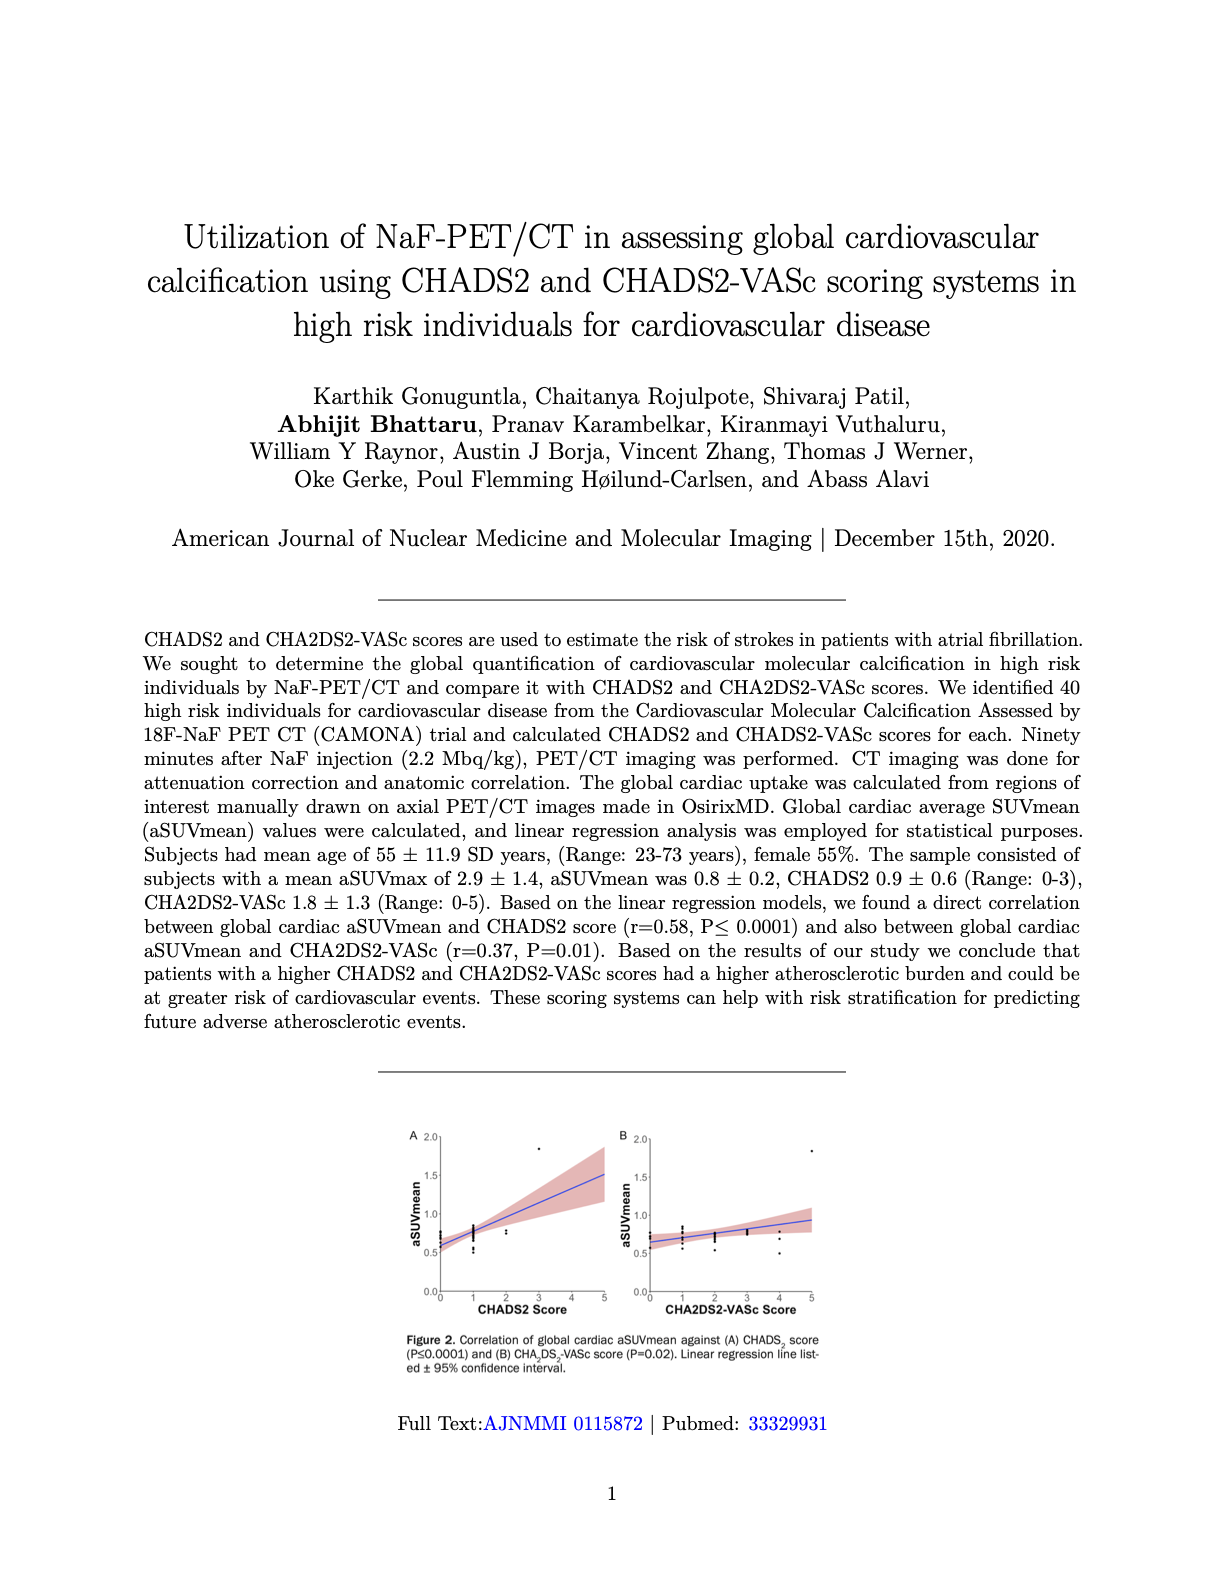 Utilization of NaF-PET/CT in assessing global cardiovascular
calcification using CHADS2 and CHADS2-VASc scoring systems in
high risk individuals for cardiovascular disease
Karthik Gonuguntla, Chaitanya Rojulpote, Shivaraj Patil,
Abhijit Bhattaru, Pranav Karambelkar, Kiranmayi Vuthaluru,
William Y Raynor, Austin J Borja, Vincent Zhang, Thomas J Werner,
Oke Gerke, Poul Flemming Høilund-Carlsen, and Abass Alavi
American Journal of Nuclear Medicine and Molecular Imaging | December 15th, 2020.
CHADS2 and CHA2DS2-VASc scores are used to estimate the risk of strokes in patients with atrial fibrillation.
We sought to determine the global quantification of cardiovascular molecular calcification in high risk
individuals by NaF-PET/CT and compare it with CHADS2 and CHA2DS2-VASc scores. We identified 40
high risk individuals for cardiovascular disease from the Cardiovascular Molecular Calcification Assessed by
18F-NaF PET CT (CAMONA) trial and calculated CHADS2 and CHADS2-VASc scores for each. Ninety
minutes after NaF injection (2.2 Mbq/kg), PET/CT imaging was performed. CT imaging was done for
attenuation correction and anatomic correlation. The global cardiac uptake was calculated from regions of
interest manually drawn on axial PET/CT images made in OsirixMD. Global cardiac average SUVmean
(aSUVmean) values were calculated, and linear regression analysis was employed for statistical purposes.
Subjects had mean age of 55 ± 11.9 SD years, (Range: 23-73 years), female 55%. The sample consisted of
subjects with a mean aSUVmax of 2.9 ± 1.4, aSUVmean was 0.8 ± 0.2, CHADS2 0.9 ± 0.6 (Range: 0-3),
CHA2DS2-VASc 1.8 ± 1.3 (Range: 0-5). Based on the linear regression models, we found a direct correlation
between global cardiac aSUVmean and CHADS2 score (r=0.58, P≤ 0.0001) and also between global cardiac
aSUVmean and CHA2DS2-VASc (r=0.37, P=0.01). Based on the results of our study we conclude that
patients with a higher CHADS2 and CHA2DS2-VASc scores had a higher atherosclerotic burden and could be
at greater risk of cardiovascular events. These scoring systems can help with risk stratification for predicting
future adverse atherosclerotic events.
A
2.0
1.5
1.0
0.5
0.0
aSUVmean
0 1 2 3 4 5
CHADS2 Score
B
2.0
1.5
1.0
0.5
0.0
aSUVmean
0 1 2 3 4 5
CHA2DS2-VASc Score
Figure 2. Correlation of global cardiac aSUVmean against (A) CHADS2 score
(P≤0.0001) and (B) CHA2DS2-VASc score (P=0.02). Linear regression line list-
ed ± 95% confidence interval.
Full Text:AJNMMI 0115872 | Pubmed: 33329931
1